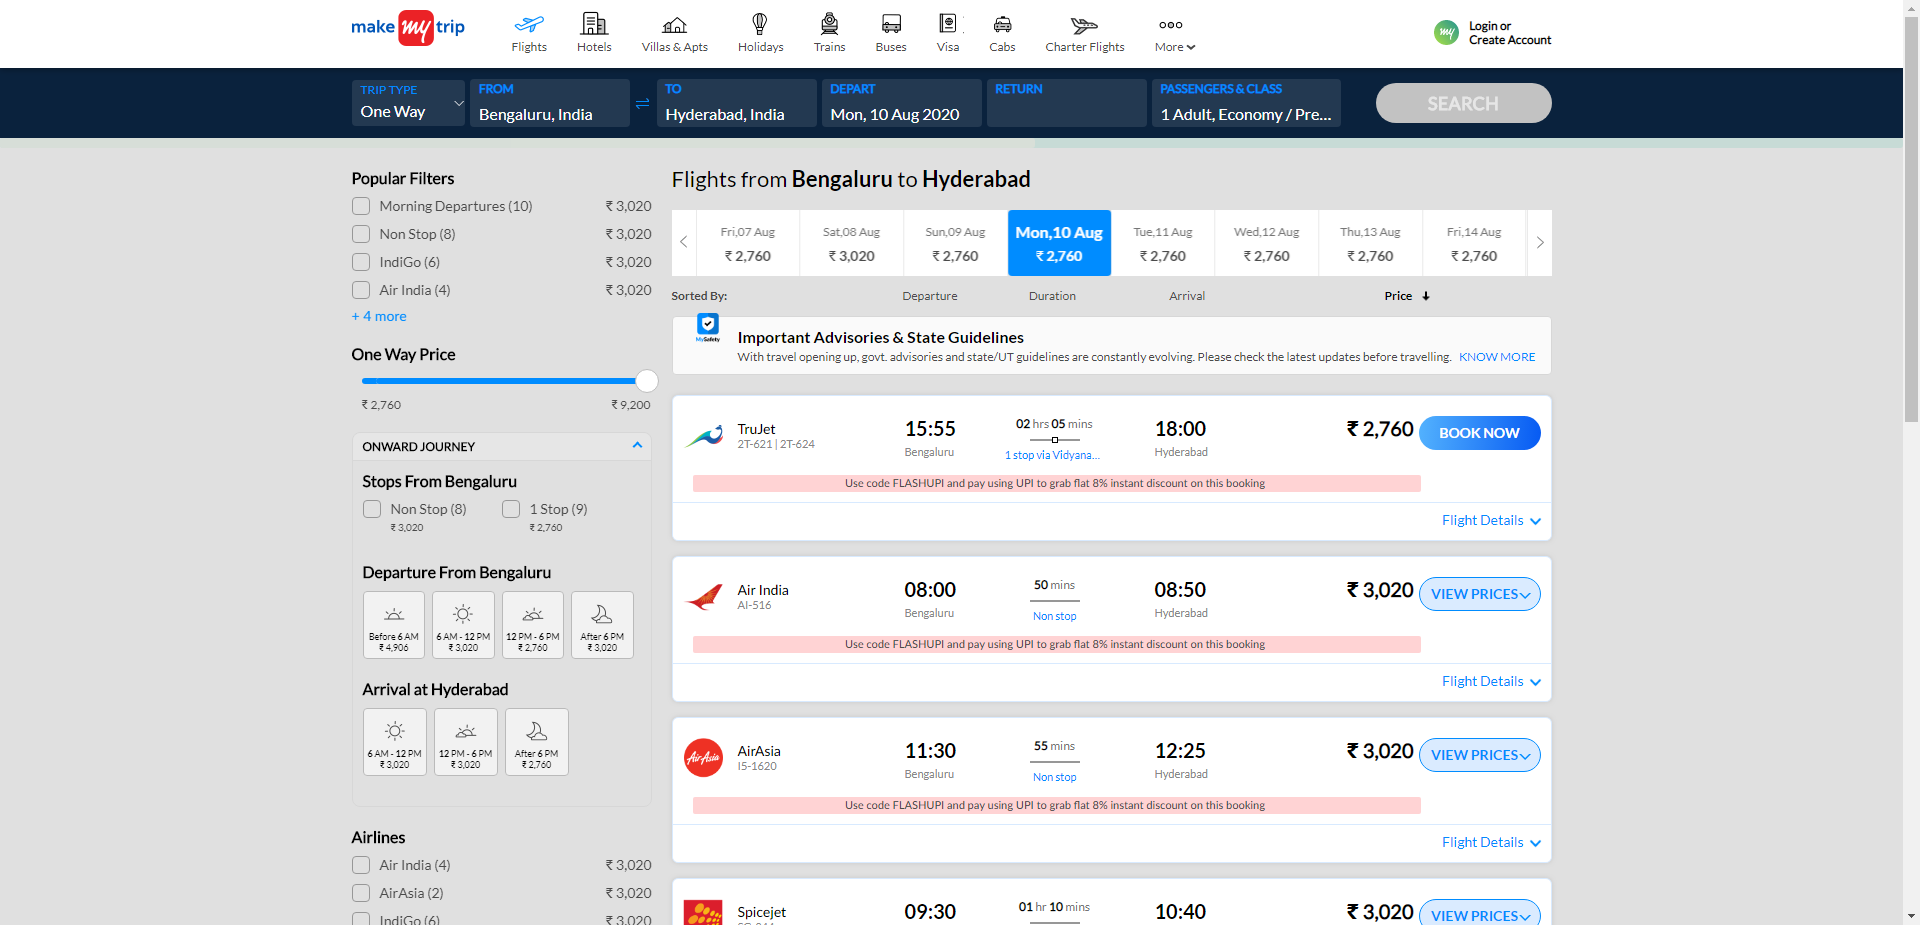 make my trip
Flights
Hotels
Villas & Apts
Holidays
Trains
Buses
Visa
Cabs
Charter Flights
More
my
Login or
Create Account
TRIP TYPE
One Way
FROM
Bengaluru, India
TO
Hyderabad, India
DEPART
Mon, 10 Aug 2020
RETURN
PASSENGERS & CLASS
1 Adult, Economy / Pre...
SEARCH
Popular Filters
Morning Departures (10) ₹ 3,020
Non Stop (8) ₹ 3,020
IndiGo (6) ₹ 3,020
Air India (4) ₹ 3,020
+ 4 more
One Way Price
₹ 2,760 ₹ 9,200
ONWARD JOURNEY
Stops From Bengaluru
Non Stop (8) 1 Stop (9)
₹ 3,020 ₹ 2,760
Departure From Bengaluru
Before 6 AM 6 AM - 12 PM 12 PM - 6 PM After 6 PM
₹ 4,906 ₹ 3,020 ₹ 2,760 ₹ 3,020
Arrival at Hyderabad
6 AM - 12 PM 12 PM - 6 PM After 6 PM
₹ 3,020 ₹ 3,020 ₹ 2,760
Airlines
Air India (4) ₹ 3,020
AirAsia (2) ₹ 3,020
IndiGo (6) ₹ 3,020
Flights from Bengaluru to Hyderabad
Fri,07 Aug Sat,08 Aug Sun,09 Aug Mon,10 Aug Tue,11 Aug Wed,12 Aug Thu,13 Aug Fri,14 Aug
₹ 2,760 ₹ 3,020 ₹ 2,760 ₹ 2,760 ₹ 2,760 ₹ 2,760 ₹ 2,760 ₹ 2,760
Sorted By: Departure Duration Arrival Price
MySafety
Important Advisories & State Guidelines
With travel opening up, govt. advisories and state/UT guidelines are constantly evolving. Please check the latest updates before travelling. KNOW MORE
TruJet 15:55 02 hrs 05 mins 18:00 ₹ 2,760 BOOK NOW
2T-621 | 2T-624 Bengaluru 1 stop via Vidyana... Hyderabad
Use code FLASHUPI and pay using UPI to grab flat 8% instant discount on this booking
Flight Details
Air India 08:00 50 mins 08:50 ₹ 3,020 VIEW PRICES
AI-516 Bengaluru Non stop Hyderabad
Use code FLASHUPI and pay using UPI to grab flat 8% instant discount on this booking
Flight Details
AirAsia
AirAsia 11:30 55 mins 12:25 ₹ 3,020 VIEW PRICES
I5-1620 Bengaluru Non stop Hyderabad
Use code FLASHUPI and pay using UPI to grab flat 8% instant discount on this booking
Flight Details
Spicejet 09:30 01 hr 10 mins 10:40 ₹ 3,020 VIEW PRICES